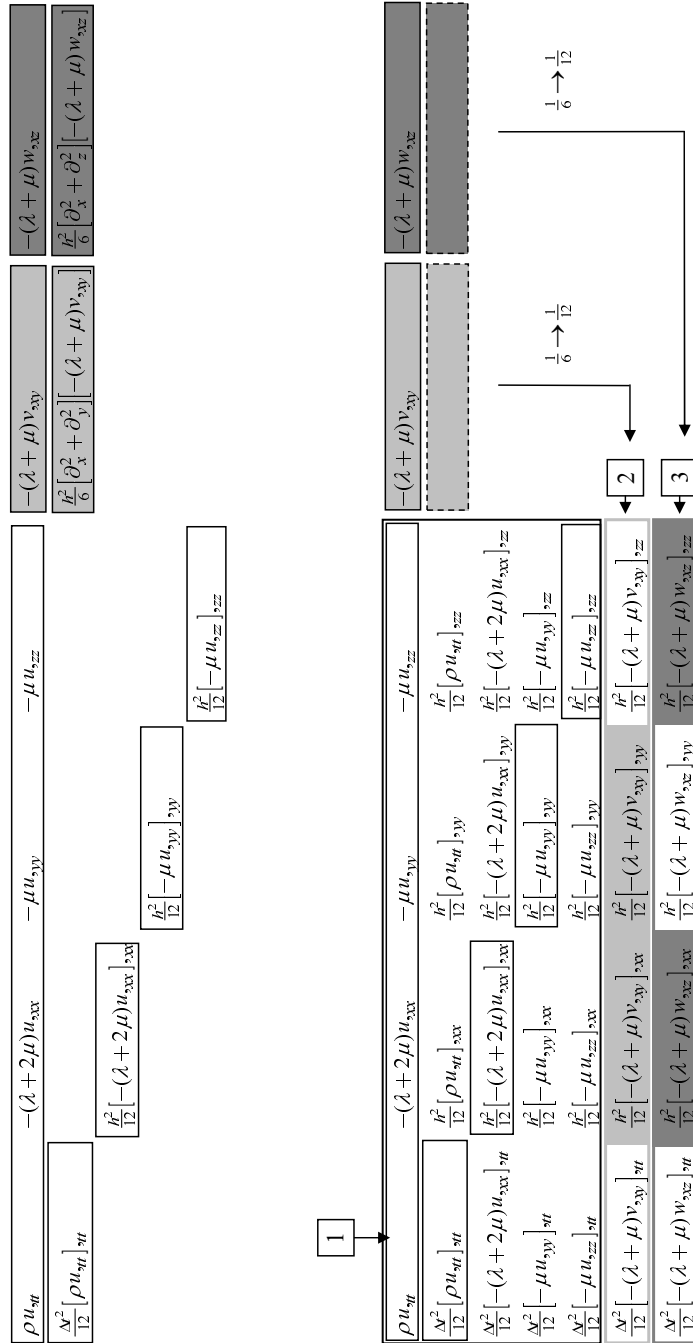 ρu,tt −(λ + 2μ)u,xx −μu,yy −μu,zz −(λ + μ)v,xy −(λ + μ)w,xz
Δt²/12 [ρu,tt],tt h²/6 [∂²x + ∂²y][−(λ + μ)v,xy] h²/6 [∂²x + ∂²z][−(λ + μ)w,xz]
h²/12 [−(λ + 2μ)u,xx],xx
h²/12 [−μu,yy],yy
h²/12 [−μu,zz],zz
1
ρu,tt −(λ + 2μ)u,xx −μu,yy −μu,zz −(λ + μ)v,xy −(λ + μ)w,xz
Δt²/12 [ρu,tt],tt h²/12 [ρu,tt],xx h²/12 [ρu,tt],yy h²/12 [ρu,tt],zz
Δt²/12 [−(λ + 2μ)u,xx],tt h²/12 [−(λ + 2μ)u,xx],xx h²/12 [−(λ + 2μ)u,xx],yy h²/12 [−(λ + 2μ)u,xx],zz
Δt²/12 [−μu,yy],tt h²/12 [−μu,yy],xx h²/12 [−μu,yy],yy h²/12 [−μu,yy],zz 1/6 → 1/12 1/6 → 1/12
Δt²/12 [−μu,zz],tt h²/12 [−μu,zz],xx h²/12 [−μu,zz],yy h²/12 [−μu,zz],zz
Δt²/12 [−(λ + μ)v,xy],tt h²/12 [−(λ + μ)v,xy],xx h²/12 [−(λ + μ)v,xy],yy h²/12 [−(λ + μ)v,xy],zz 2
Δt²/12 [−(λ + μ)w,xz],tt h²/12 [−(λ + μ)w,xz],xx h²/12 [−(λ + μ)w,xz],yy h²/12 [−(λ + μ)w,xz],zz 3